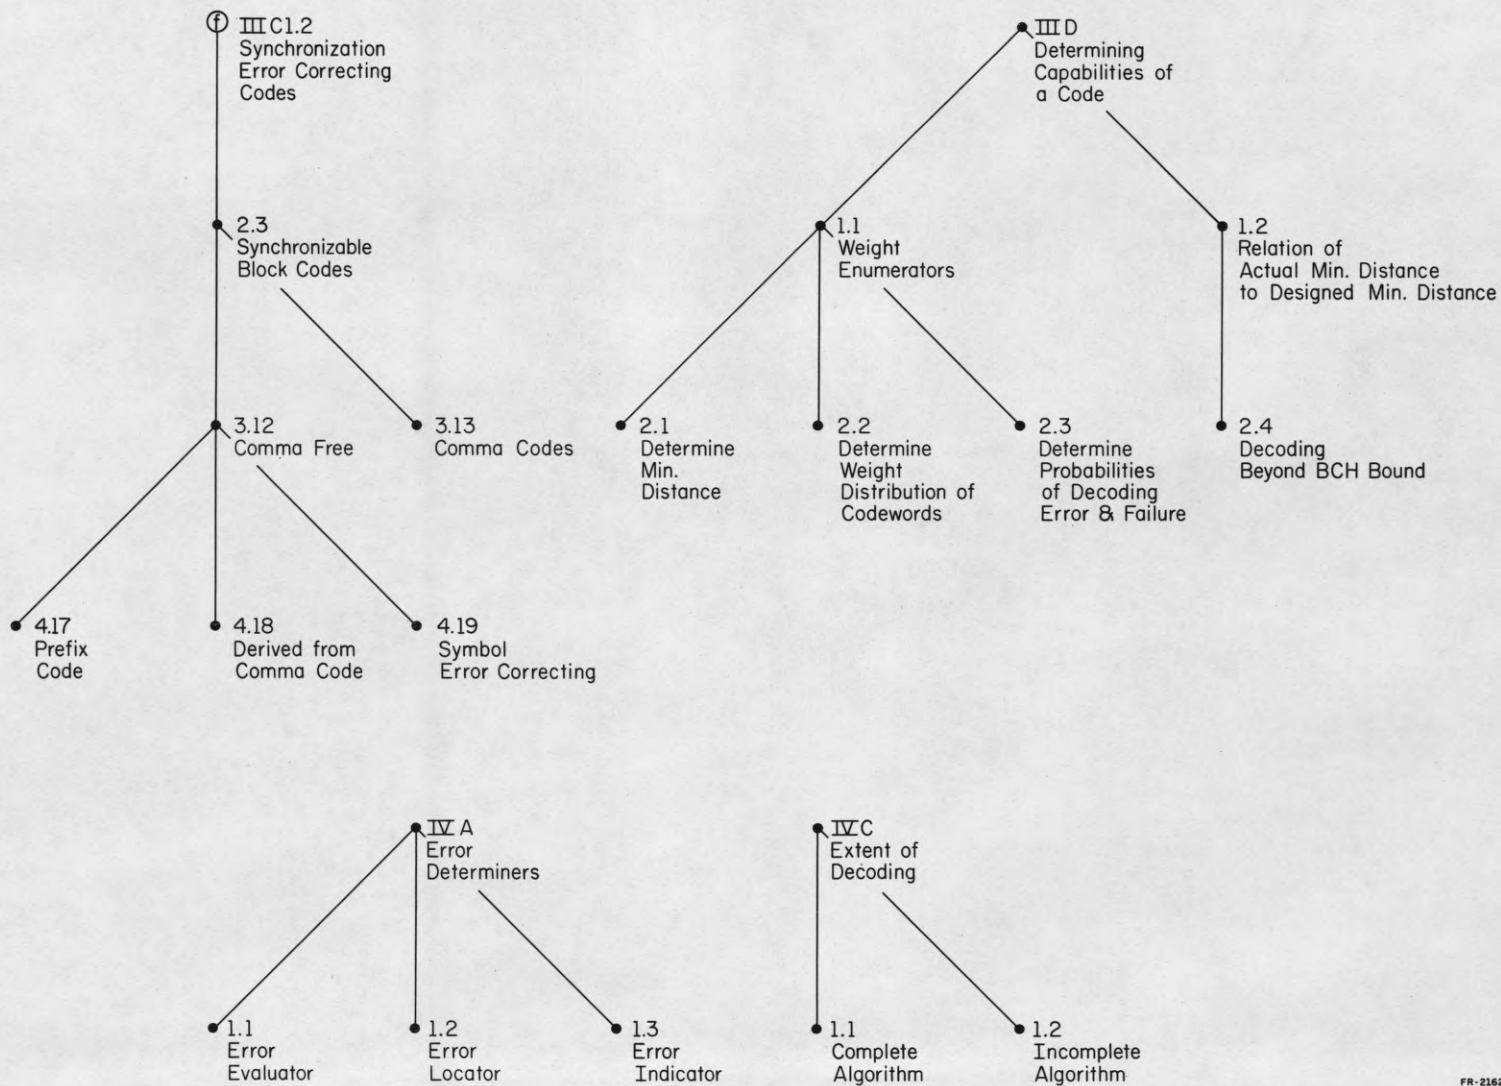 f III C1.2
Synchronization
Error Correcting
Codes
III D
Determining
Capabilities of
a Code
2.3
Synchronizable
Block Codes
1.1
Weight
Enumerators
1.2
Relation of
Actual Min. Distance
to Designed Min. Distance
3.12
Comma Free
3.13
Comma Codes
2.1
Determine
Min.
Distance
2.2
Determine
Weight
Distribution of
Codewords
2.3
Determine
Probabilities
of Decoding
Error & Failure
2.4
Decoding
Beyond BCH Bound
4.17
Prefix
Code
4.18
Derived from
Comma Code
4.19
Symbol
Error Correcting
IV A
Error
Determiners
IV C
Extent of
Decoding
1.1
Error
Evaluator
1.2
Error
Locator
1.3
Error
Indicator
1.1
Complete
Algorithm
1.2
Incomplete
Algorithm